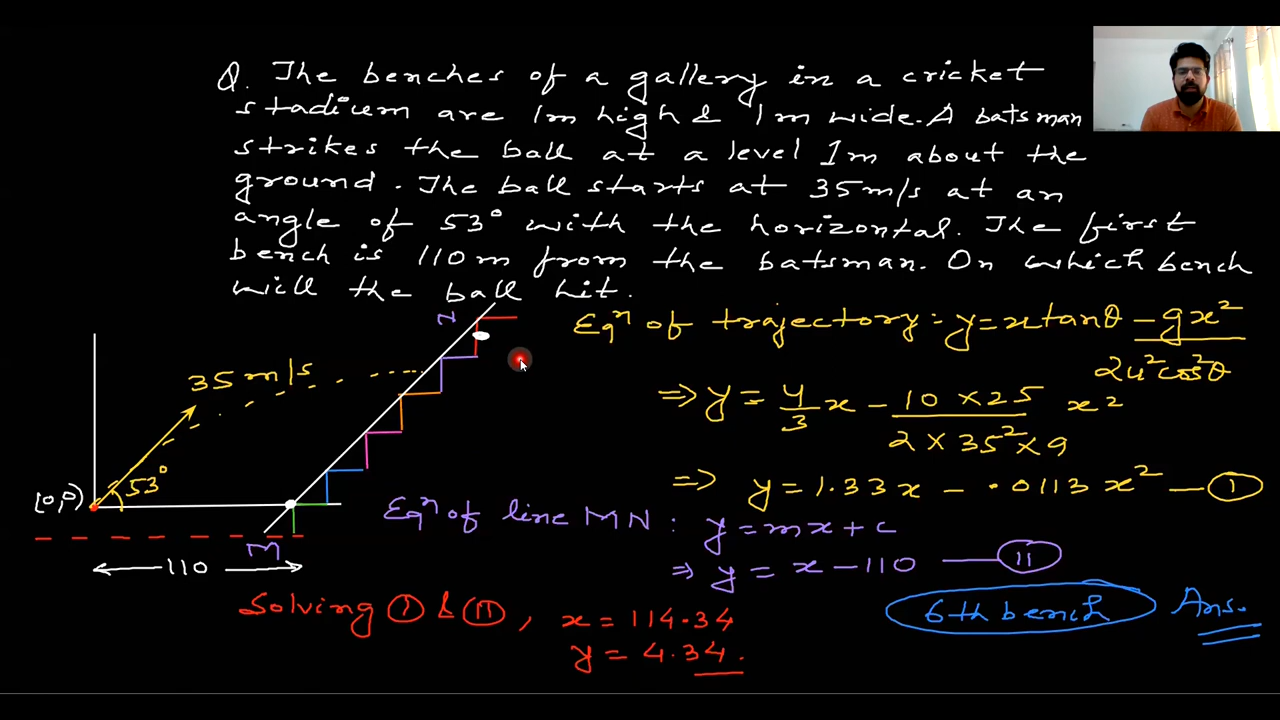 Q. The benches of a gallery in a cricket
stadium are 1m high & 1m wide. A batsman
strikes the ball at a level 1m about the
ground. The ball starts at 35m/s at an
angle of 53° with the horizontal. The first
bench is 110m from the batsman. On which bench
will the ball hit.
N
35 m/s
53°
(0,0)
M
110
Eqⁿ of trajectory: y = x tanθ - gx²/2u²cos²θ
⇒ y = 4/3 x - 10 × 25/2 × 35² × 9 x²
⇒ y = 1.33x - .0113x² — I
Eqⁿ of line MN : y = mx + c
⇒ y = x - 110 — II
Solving I & II, x = 114.34
y = 4.34.
6th bench Ans.